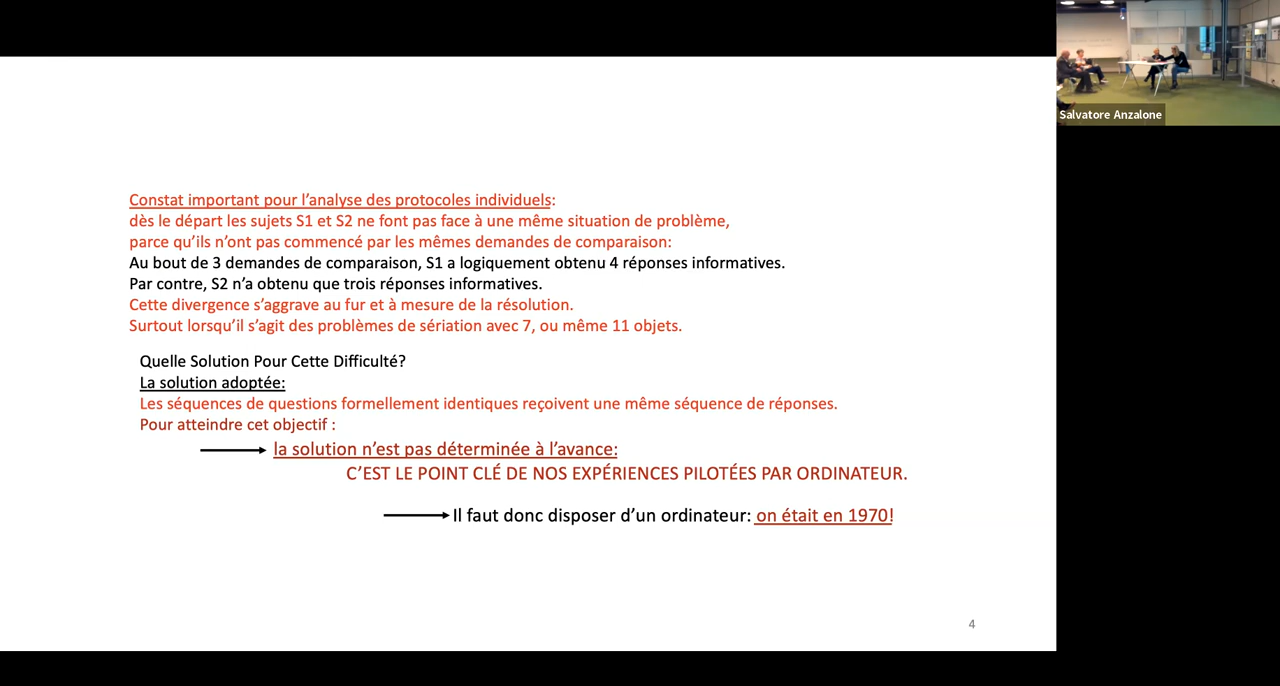 Salvatore Anzalone
Constat important pour l’analyse des protocoles individuels:
dès le départ les sujets S1 et S2 ne font pas face à une même situation de problème,
parce qu’ils n’ont pas commencé par les mêmes demandes de comparaison:
Au bout de 3 demandes de comparaison, S1 a logiquement obtenu 4 réponses informatives.
Par contre, S2 n’a obtenu que trois réponses informatives.
Cette divergence s’aggrave au fur et à mesure de la résolution.
Surtout lorsqu’il s’agit des problèmes de sériation avec 7, ou même 11 objets.
Quelle Solution Pour Cette Difficulté?
La solution adoptée:
Les séquences de questions formellement identiques reçoivent une même séquence de réponses.
Pour atteindre cet objectif :
la solution n’est pas déterminée à l’avance:
C’EST LE POINT CLÉ DE NOS EXPÉRIENCES PILOTÉES PAR ORDINATEUR.
Il faut donc disposer d’un ordinateur: on était en 1970!
4